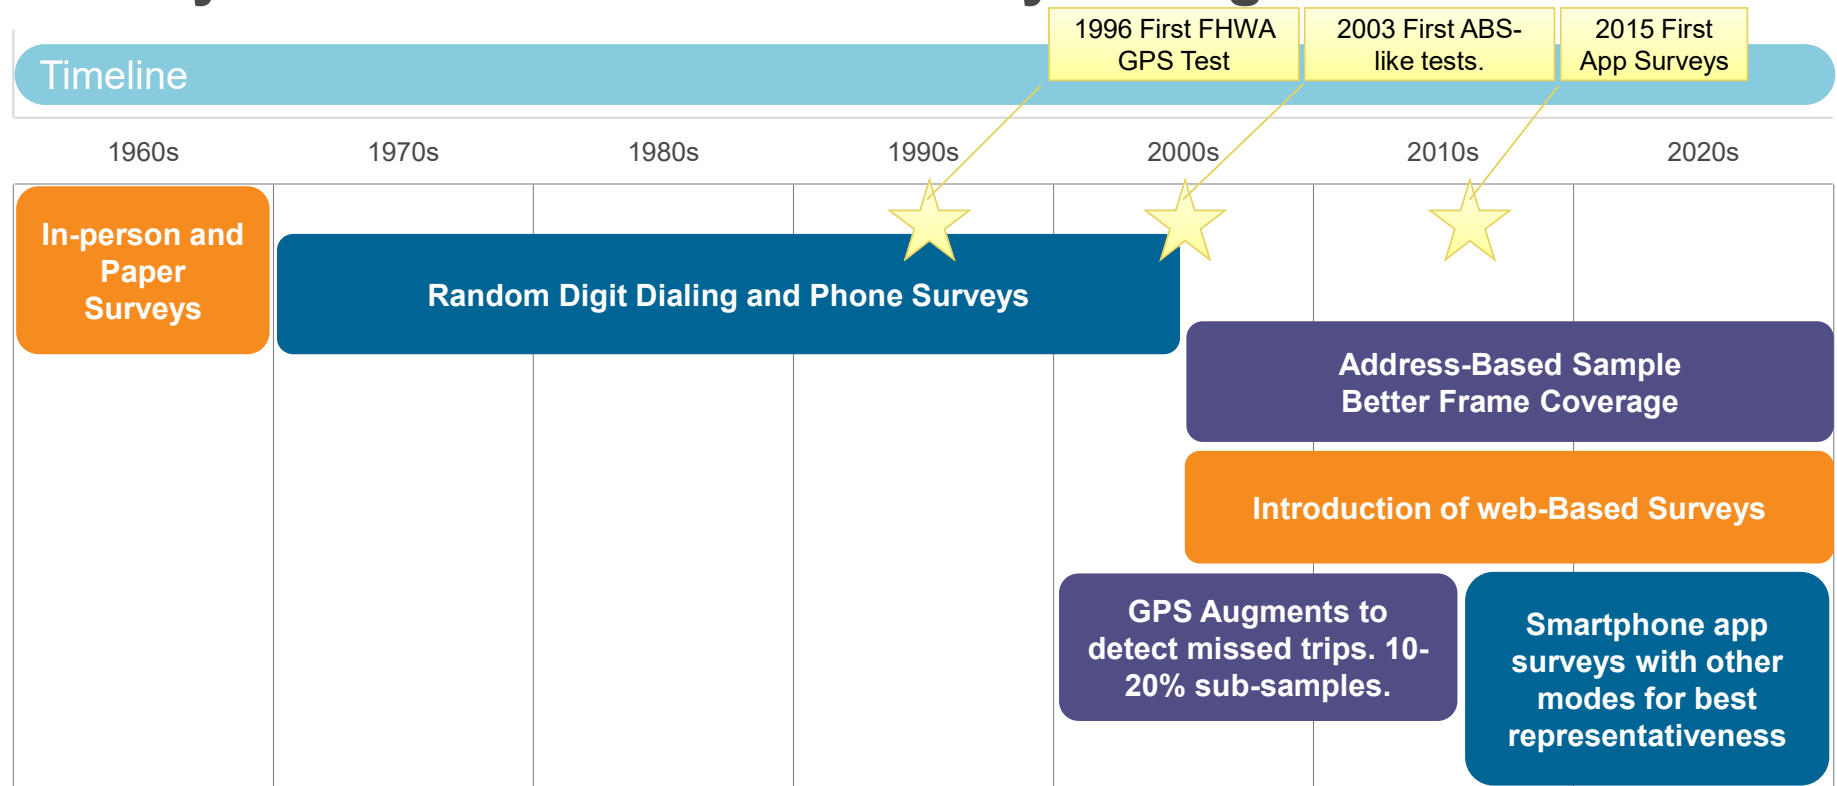 1996 First FHWA
GPS Test
2003 First ABS-
like tests.
2015 First
App Surveys
Timeline
1960s
1970s
1980s
1990s
2000s
2010s
2020s
In-person and
Paper
Surveys
Random Digit Dialing and Phone Surveys
Address-Based Sample
Better Frame Coverage
Introduction of web-Based Surveys
GPS Augments to
detect missed trips. 10-
20% sub-samples.
Smartphone app
surveys with other
modes for best
representativeness